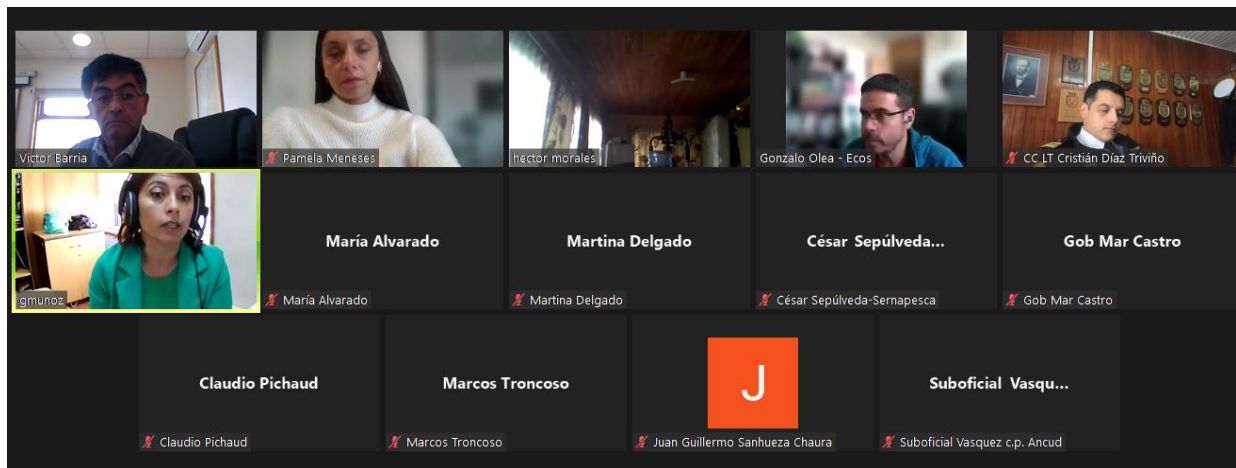 Victor Barria
Pamela Meneses
hector morales
Gonzalo Olea - Ecos
CC LT Cristián Díaz Triviño
gmunoz
María Alvarado
María Alvarado
Martina Delgado
Martina Delgado
César Sepúlveda...
César Sepúlveda-Sernapesca
Gob Mar Castro
Gob Mar Castro
Claudio Pichaud
Claudio Pichaud
Marcos Troncoso
Marcos Troncoso
J
Juan Guillermo Sanhueza Chaura
Suboficial Vasqu...
Suboficial Vasquez c.p. Ancud